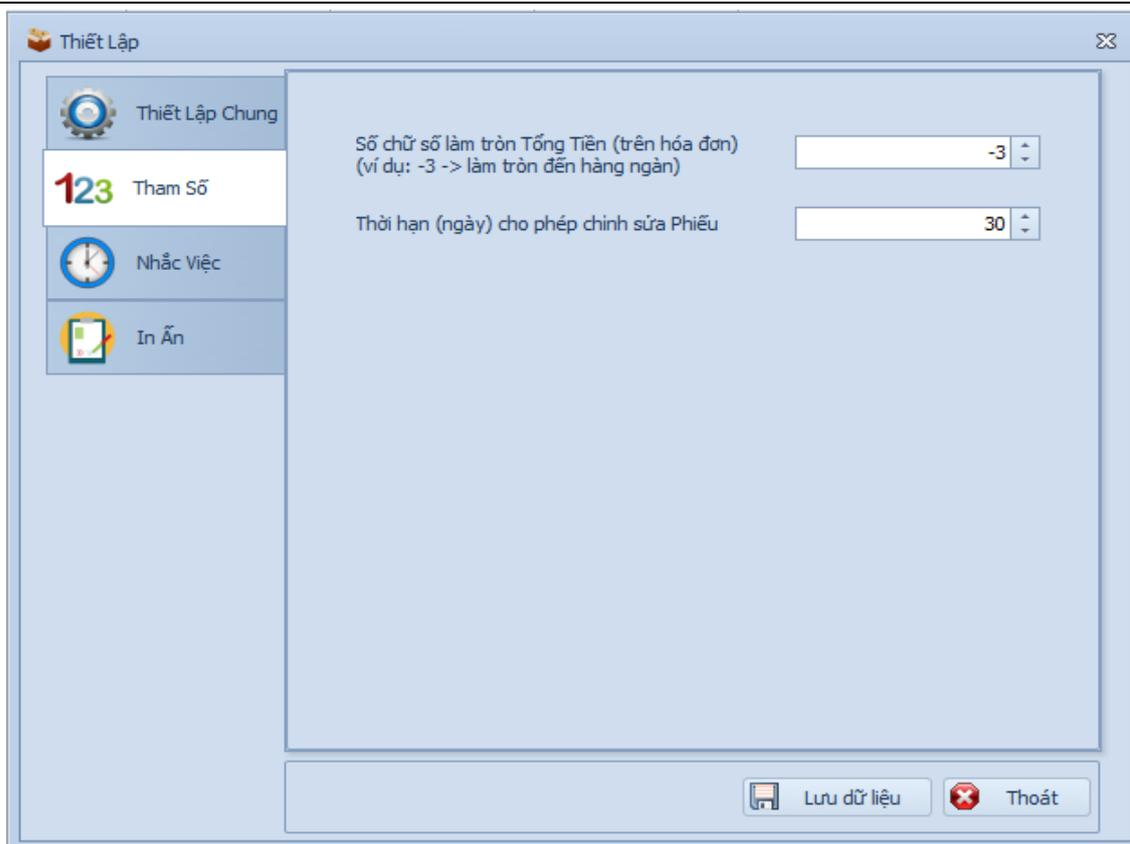 Thiết Lập
Thiết Lập Chung
123
Tham Số
Nhắc Việc
In Ấn
Số chữ số làm tròn Tổng Tiền (trên hóa đơn)
(ví dụ: -3 -> làm tròn đến hàng ngàn)
-3
Thời hạn (ngày) cho phép chỉnh sửa Phiếu
30
Lưu dữ liệu
Thoát